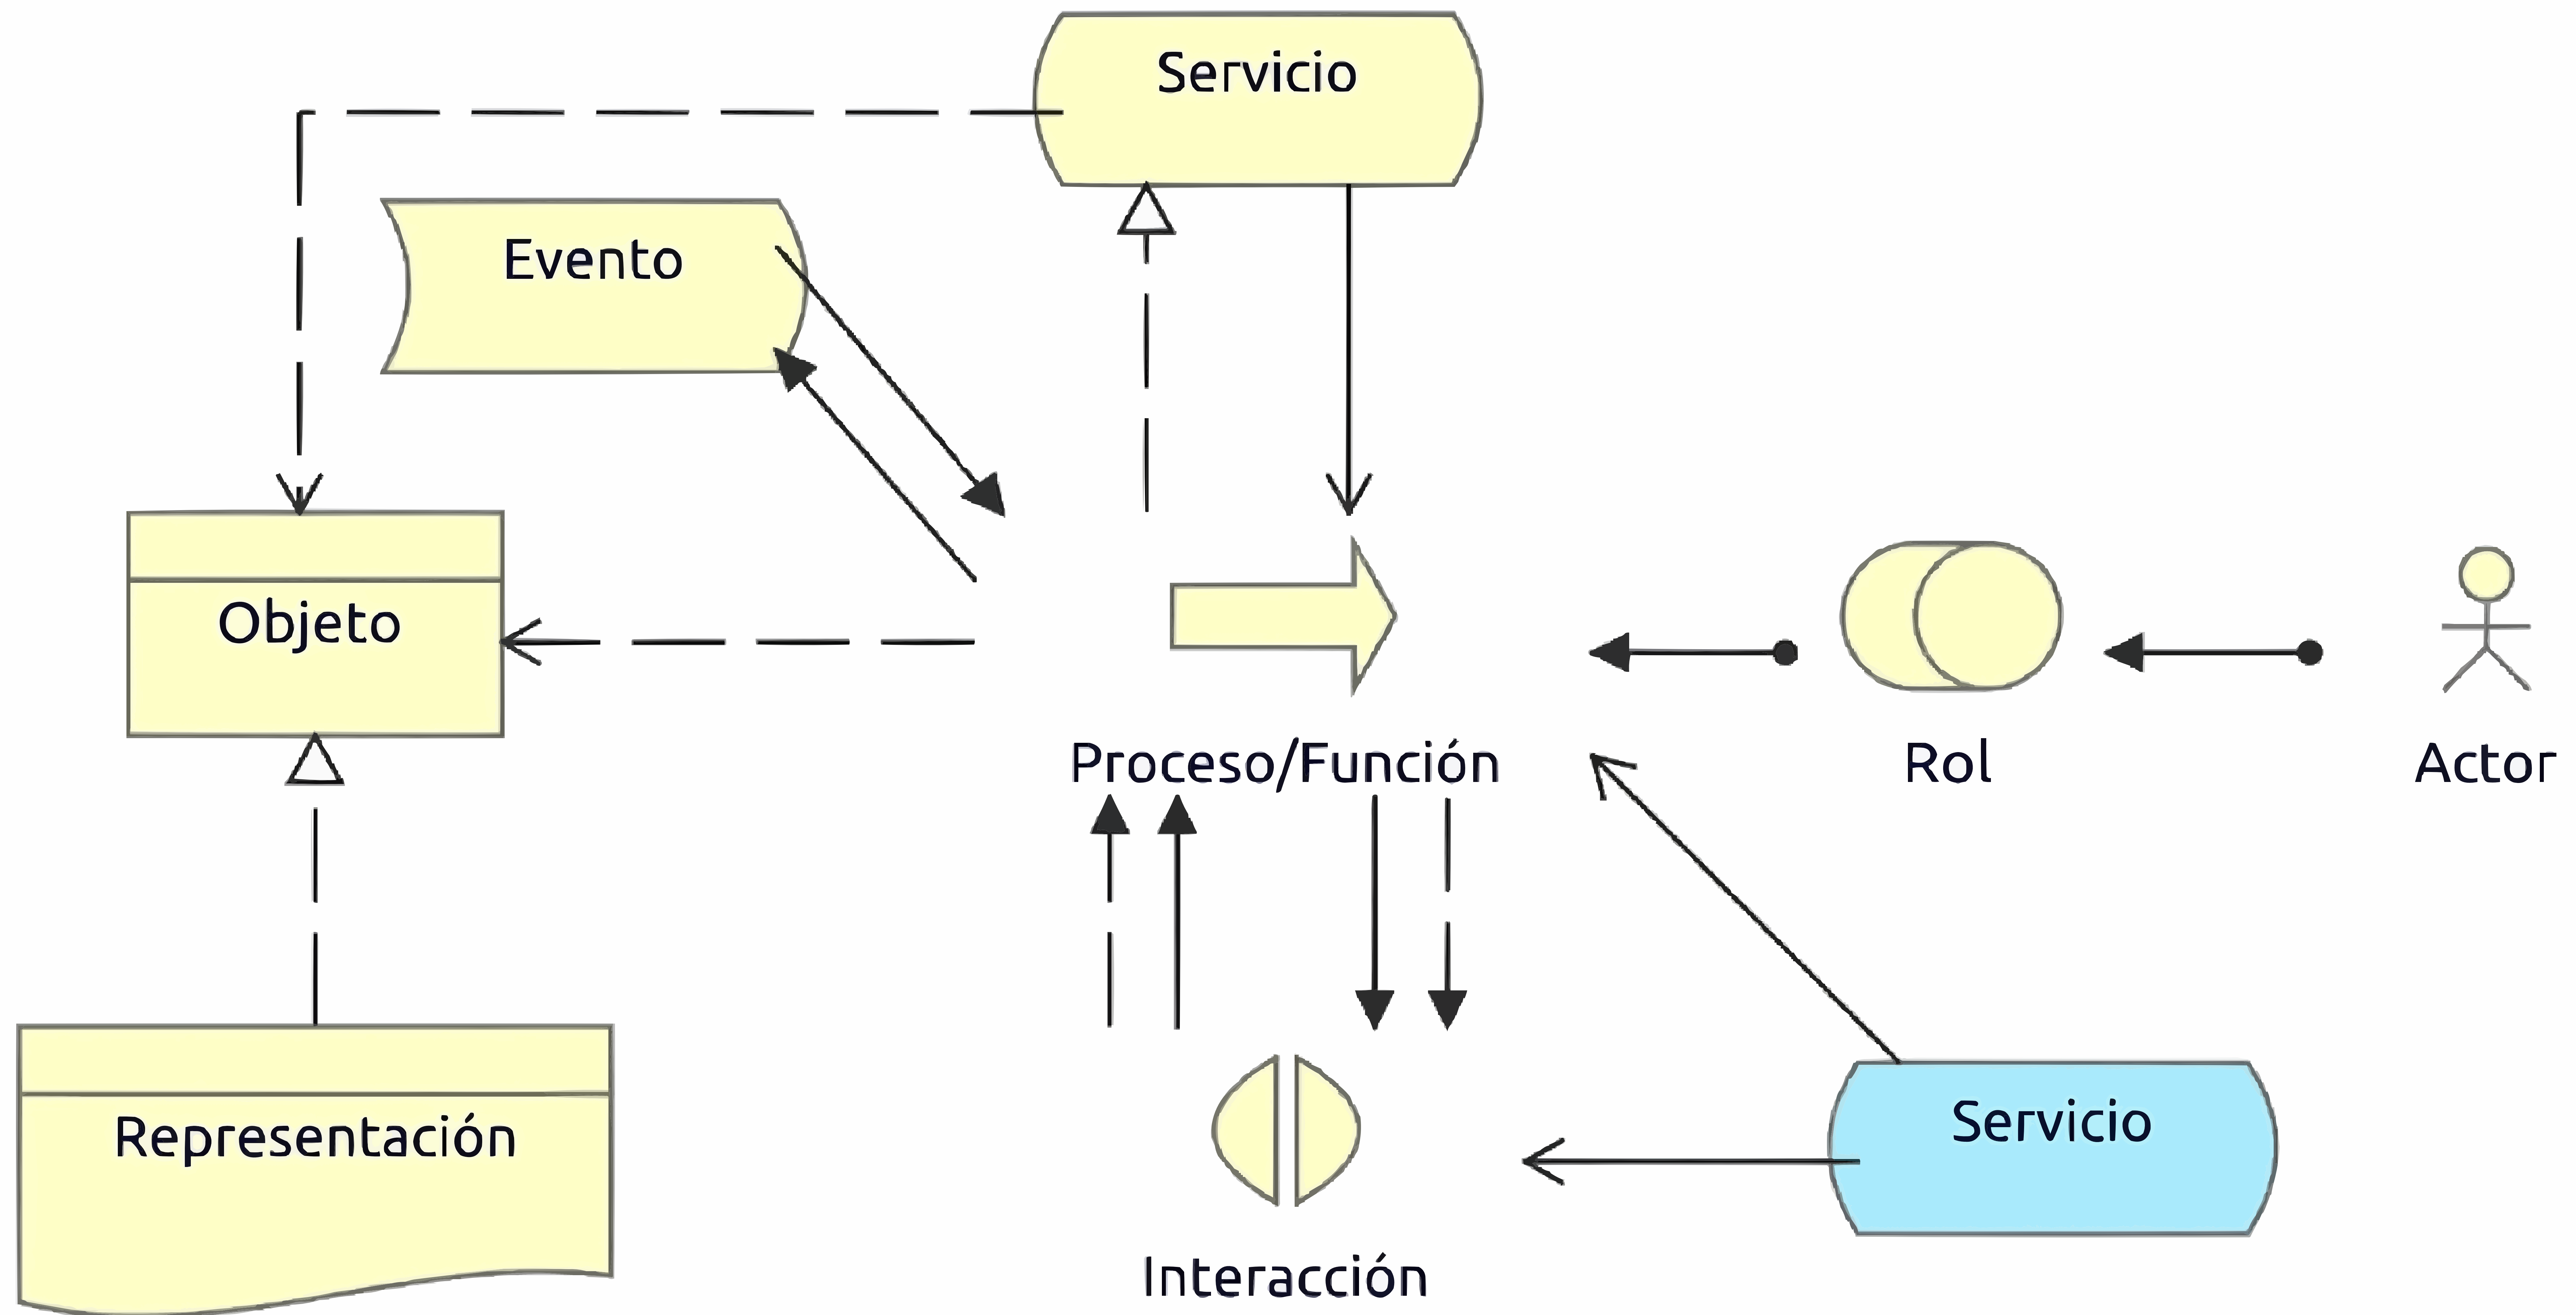 Servicio
Evento
Objeto
Proceso/Función
Rol
Actor
Representación
Servicio
Interacción